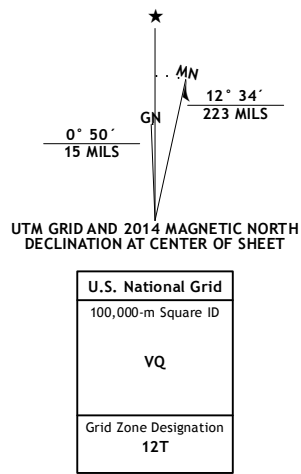 MN
GN
12° 34´
223 MILS
0° 50´
15 MILS
UTM GRID AND 2014 MAGNETIC NORTH
DECLINATION AT CENTER OF SHEET
U.S. National Grid
100,000-m Square ID
VQ
Grid Zone Designation
12T